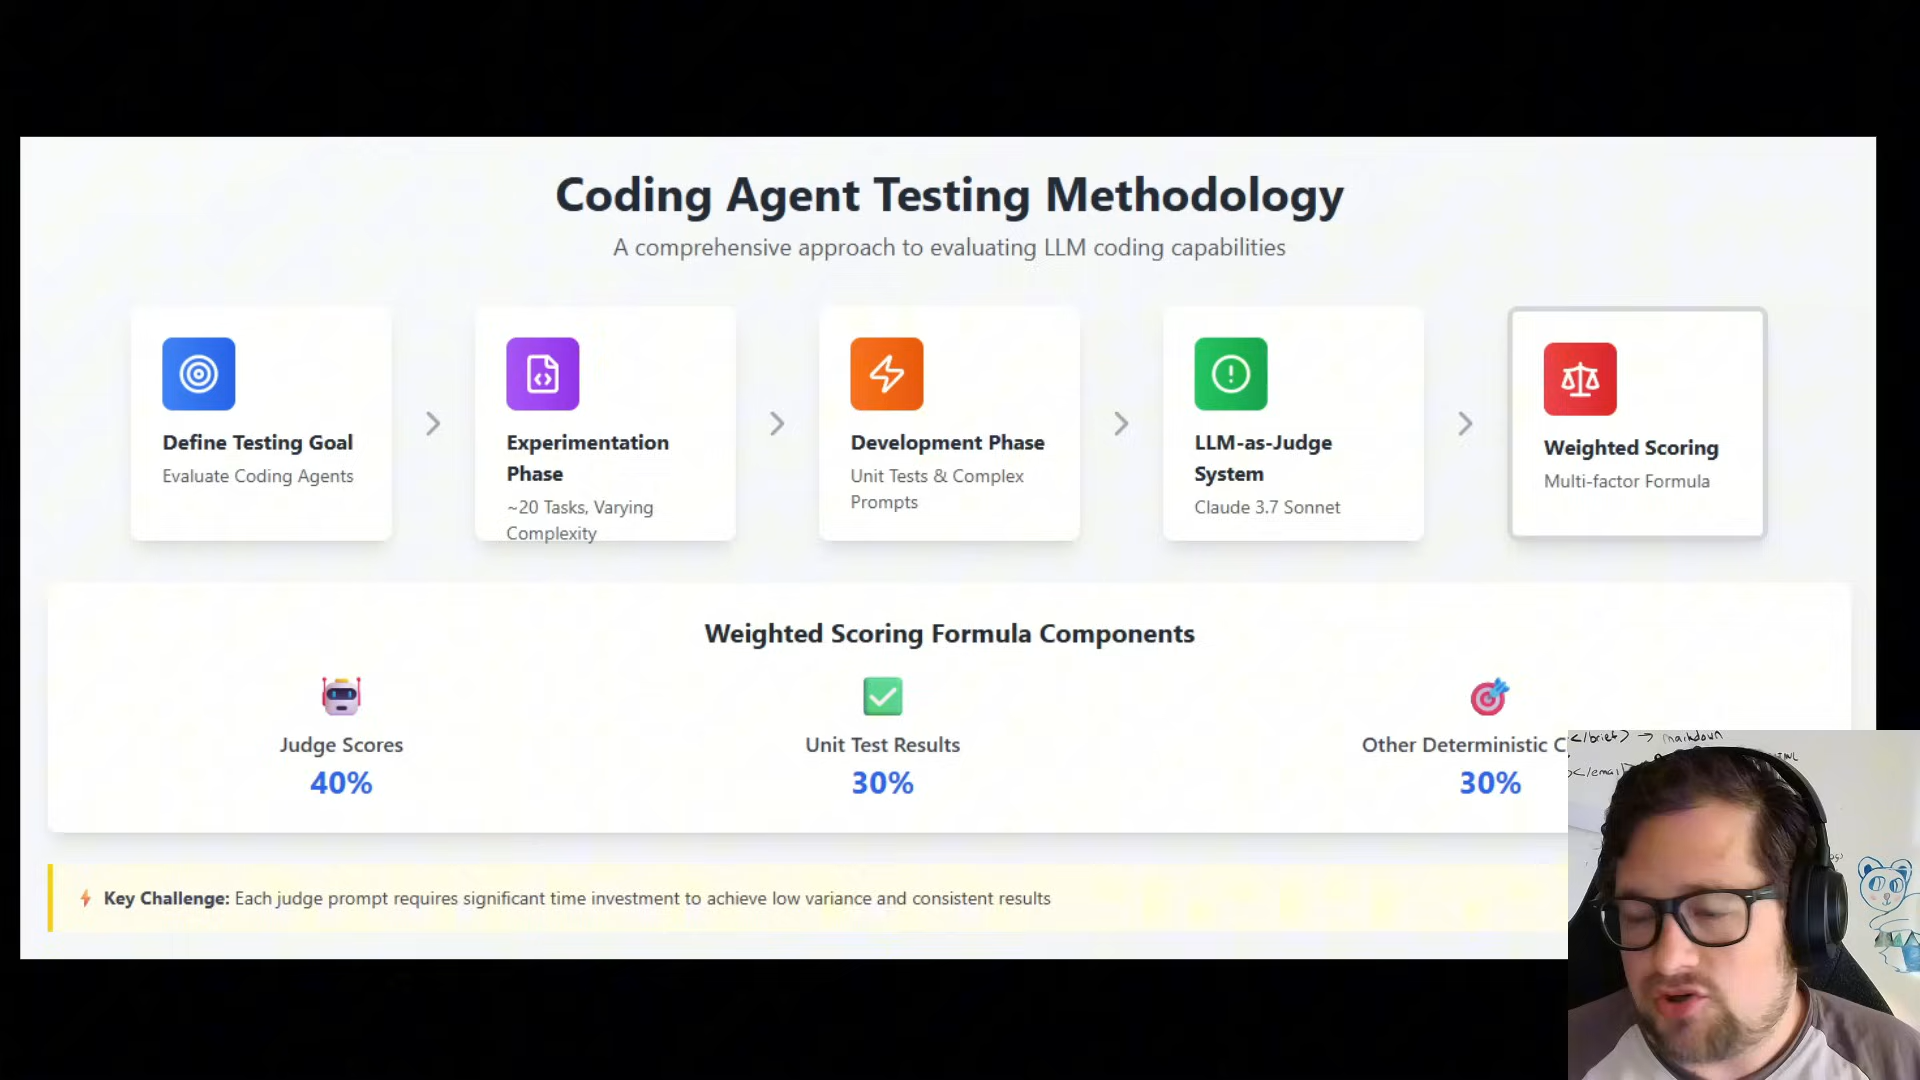 Coding Agent Testing Methodology
A comprehensive approach to evaluating LLM coding capabilities
Define Testing Goal
Evaluate Coding Agents
Experimentation
Phase
~20 Tasks, Varying
Complexity
Development Phase
Unit Tests & Complex
Prompts
LLM-as-Judge
System
Claude 3.7 Sonnet
Weighted Scoring
Multi-factor Formula
Weighted Scoring Formula Components
Judge Scores
40%
Unit Test Results
30%
Other Deterministic
30%
Key Challenge: Each judge prompt requires significant time investment to achieve low variance and consistent results
</brief> → markdown
</email